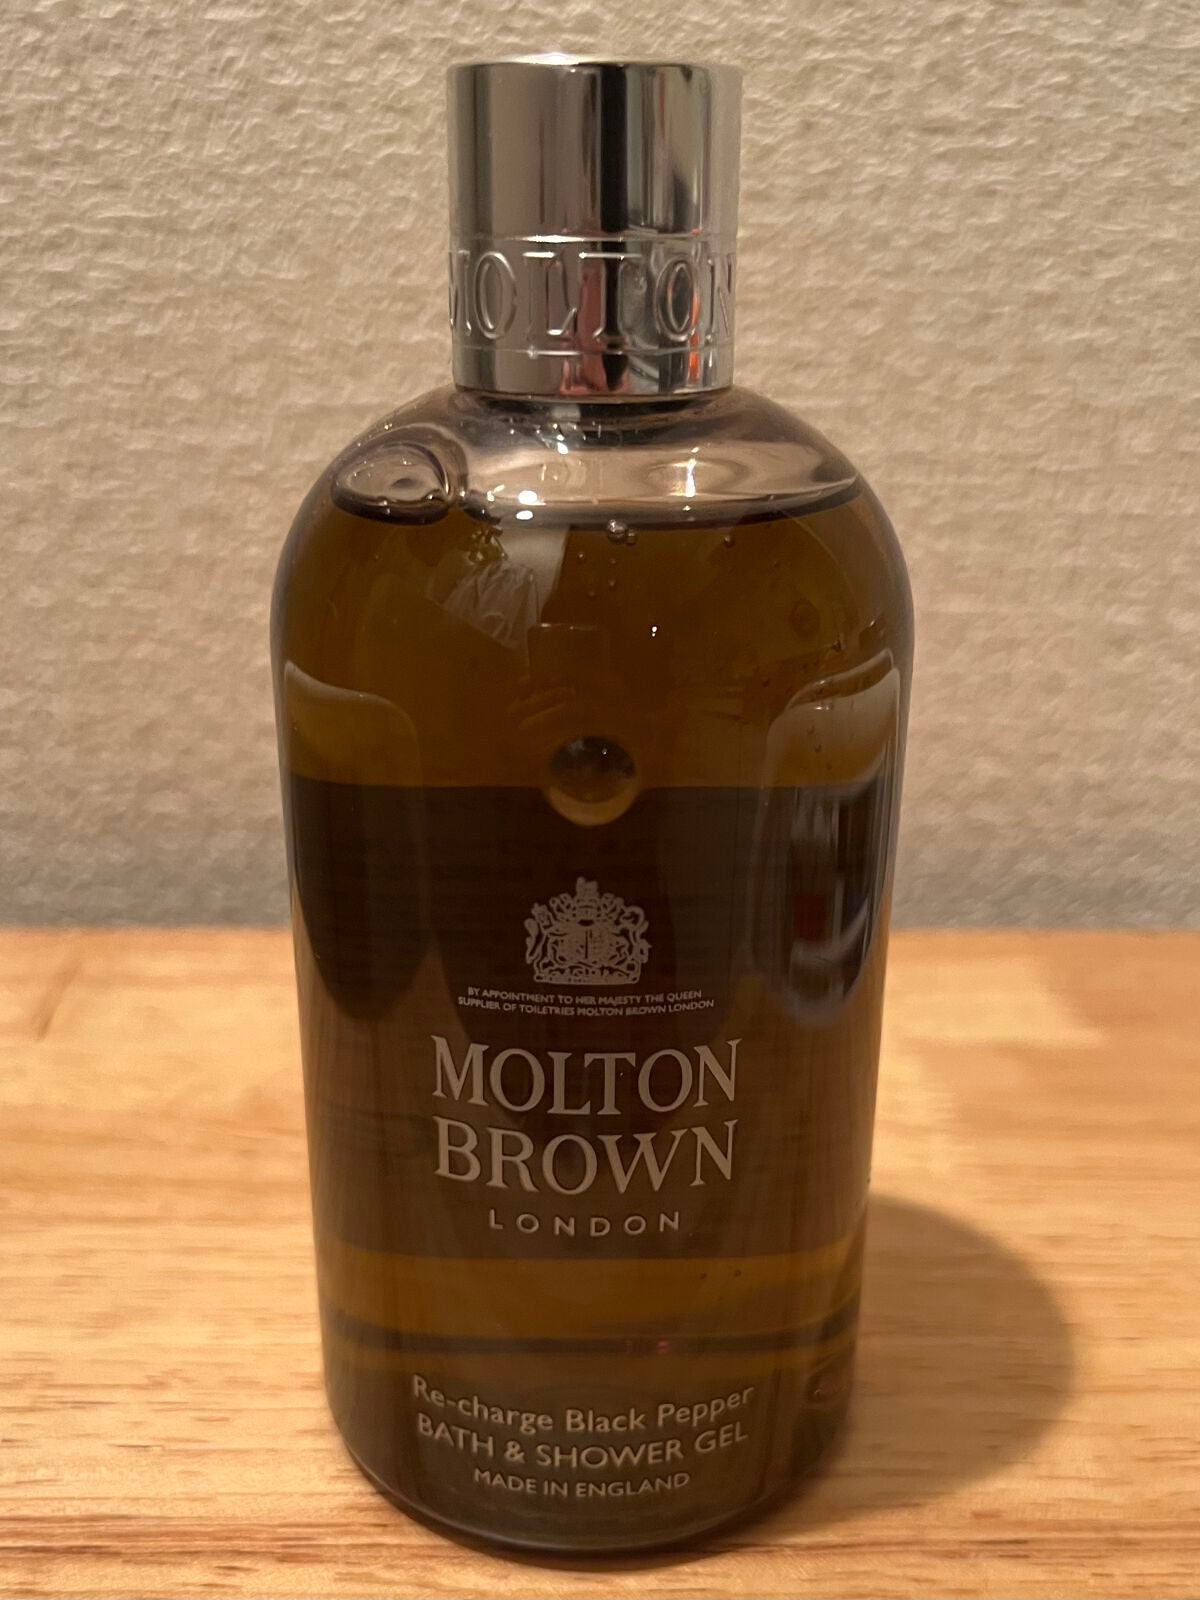 MOLTON
BY APPOINTMENT TO HER MAJESTY THE QUEEN
SUPPLIER OF TOILETRIES MOLTON BROWN LONDON
MOLTON
BROWN
LONDON
Re-charge Black Pepper
BATH & SHOWER GEL
MADE IN ENGLAND